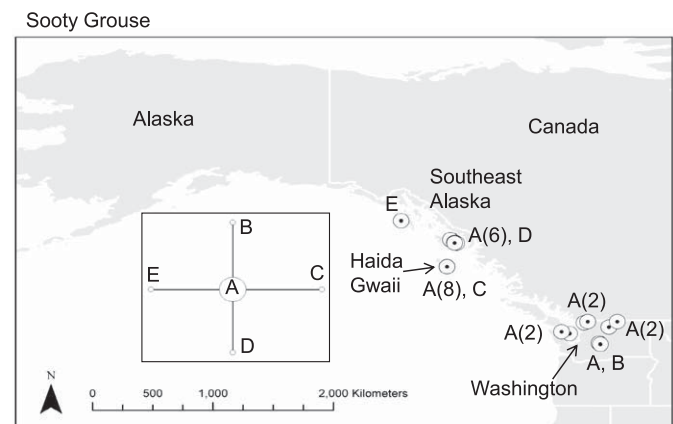 Sooty Grouse
Alaska
Canada
Southeast
Alaska
E
A(6), D
Haida
Gwaii
A(8), C
B
E
A
C
D
A(2)
A(2)
A(2)
A, B
Washington
N
0 500 1,000 2,000 Kilometers